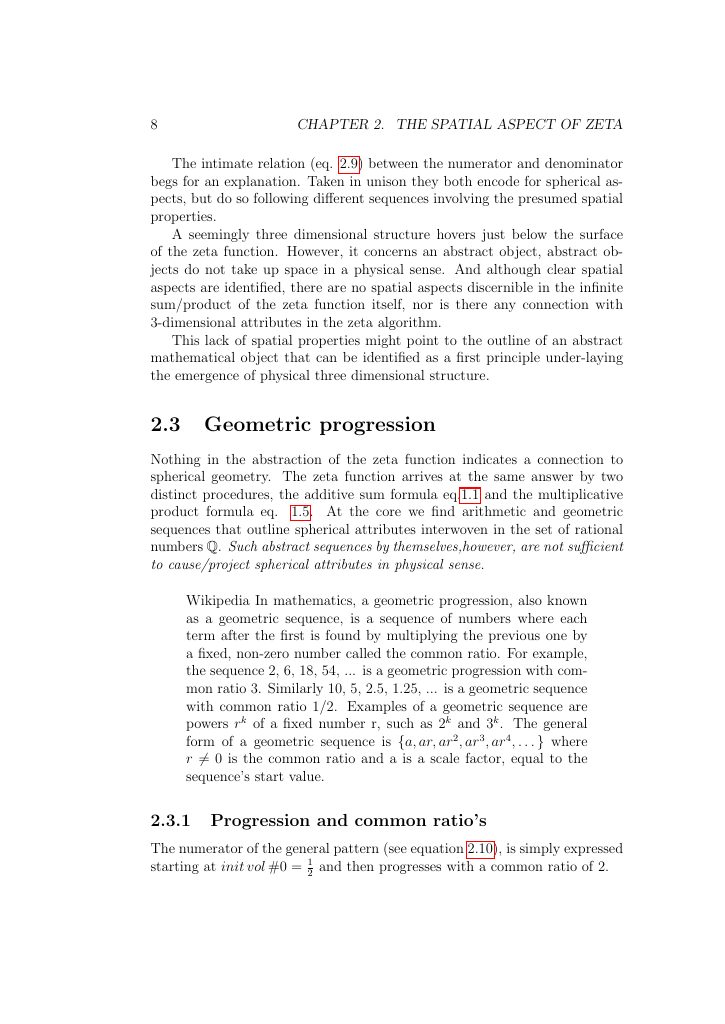 8 CHAPTER 2. THE SPATIAL ASPECT OF ZETA
The intimate relation (eq. 2.9) between the numerator and denominator
begs for an explanation. Taken in unison they both encode for spherical as-
pects, but do so following different sequences involving the presumed spatial
properties.
A seemingly three dimensional structure hovers just below the surface
of the zeta function. However, it concerns an abstract object, abstract ob-
jects do not take up space in a physical sense. And although clear spatial
aspects are identified, there are no spatial aspects discernible in the infinite
sum/product of the zeta function itself, nor is there any connection with
3-dimensional attributes in the zeta algorithm.
This lack of spatial properties might point to the outline of an abstract
mathematical object that can be identified as a first principle under-laying
the emergence of physical three dimensional structure.
2.3 Geometric progression
Nothing in the abstraction of the zeta function indicates a connection to
spherical geometry. The zeta function arrives at the same answer by two
distinct procedures, the additive sum formula eq.1.1 and the multiplicative
product formula eq. 1.5. At the core we find arithmetic and geometric
sequences that outline spherical attributes interwoven in the set of rational
numbers ℚ. Such abstract sequences by themselves,however, are not sufficient
to cause/project spherical attributes in physical sense.
Wikipedia In mathematics, a geometric progression, also known
as a geometric sequence, is a sequence of numbers where each
term after the first is found by multiplying the previous one by
a fixed, non-zero number called the common ratio. For example,
the sequence 2, 6, 18, 54, ... is a geometric progression with com-
mon ratio 3. Similarly 10, 5, 2.5, 1.25, ... is a geometric sequence
with common ratio 1/2. Examples of a geometric sequence are
powers r^k of a fixed number r, such as 2^k and 3^k. The general
form of a geometric sequence is {a, ar, ar², ar³, ar⁴, . . . } where
r ≠ 0 is the common ratio and a is a scale factor, equal to the
sequence's start value.
2.3.1 Progression and common ratio's
The numerator of the general pattern (see equation 2.10), is simply expressed
starting at init vol #0 = 1/2 and then progresses with a common ratio of 2.